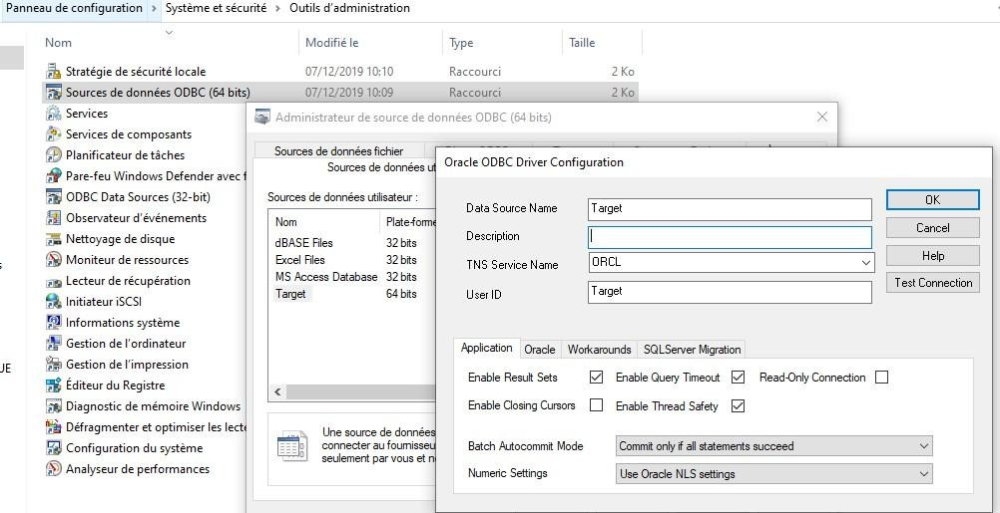 Panneau de configuration > Système et sécurité > Outils d’administration
Nom Modifié le Type Taille
Stratégie de sécurité locale 07/12/2019 10:10 Raccourci 2 Ko
Sources de données ODBC (64 bits) 07/12/2019 10:09 Raccourci 2 Ko
Services
Services de composants
Planificateur de tâches
Pare-feu Windows Defender avec f
ODBC Data Sources (32-bit)
Observateur d’événements
Nettoyage de disque
Moniteur de ressources
Lecteur de récupération
Initiateur iSCSI
Informations système
Gestion de l’ordinateur
UE
Gestion de l’impression
Éditeur du Registre
Diagnostic de mémoire Windows
Défragmenter et optimiser les lecte
Configuration du système
Analyseur de performances
Administrateur de source de données ODBC (64 bits)
Sources de données fichier
Sources de données ut
Sources de données utilisateur :
Nom Plate-forme
dBASE Files 32 bits
Excel Files 32 bits
MS Access Database 32 bits
Target 64 bits
Une source de données
connecter au fournisseu
seulement par vous et n
Oracle ODBC Driver Configuration
Data Source Name Target OK
Description Cancel
TNS Service Name ORCL Help
User ID Target Test Connection
Application Oracle Workarounds SQLServer Migration
Enable Result Sets Enable Query Timeout Read-Only Connection
Enable Closing Cursors Enable Thread Safety
Batch Autocommit Mode Commit only if all statements succeed
Numeric Settings Use Oracle NLS settings